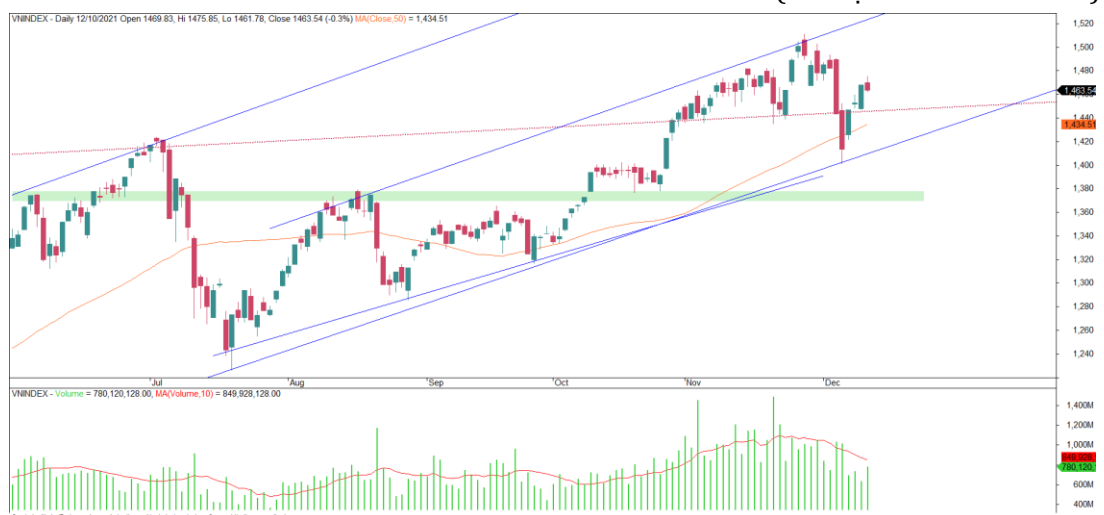 VNINDEX - Daily 12/10/2021 Open 1469.83, Hi 1475.85, Lo 1461.78, Close 1463.54 (-0.3%) MA(Close,50) = 1,434.51
1,520
1,500
1,480
1,463.54
1,440
1,434.51
1,420
1,400
1,380
1,360
1,340
1,320
1,300
1,280
1,260
1,240
Jul
Aug
Sep
Oct
Nov
Dec
VNINDEX - Volume = 780,120,128.00, MA(Volume,10) = 849,928,128.00
1,400M
1,200M
1,000M
849,928,
780,120,
600M
400M